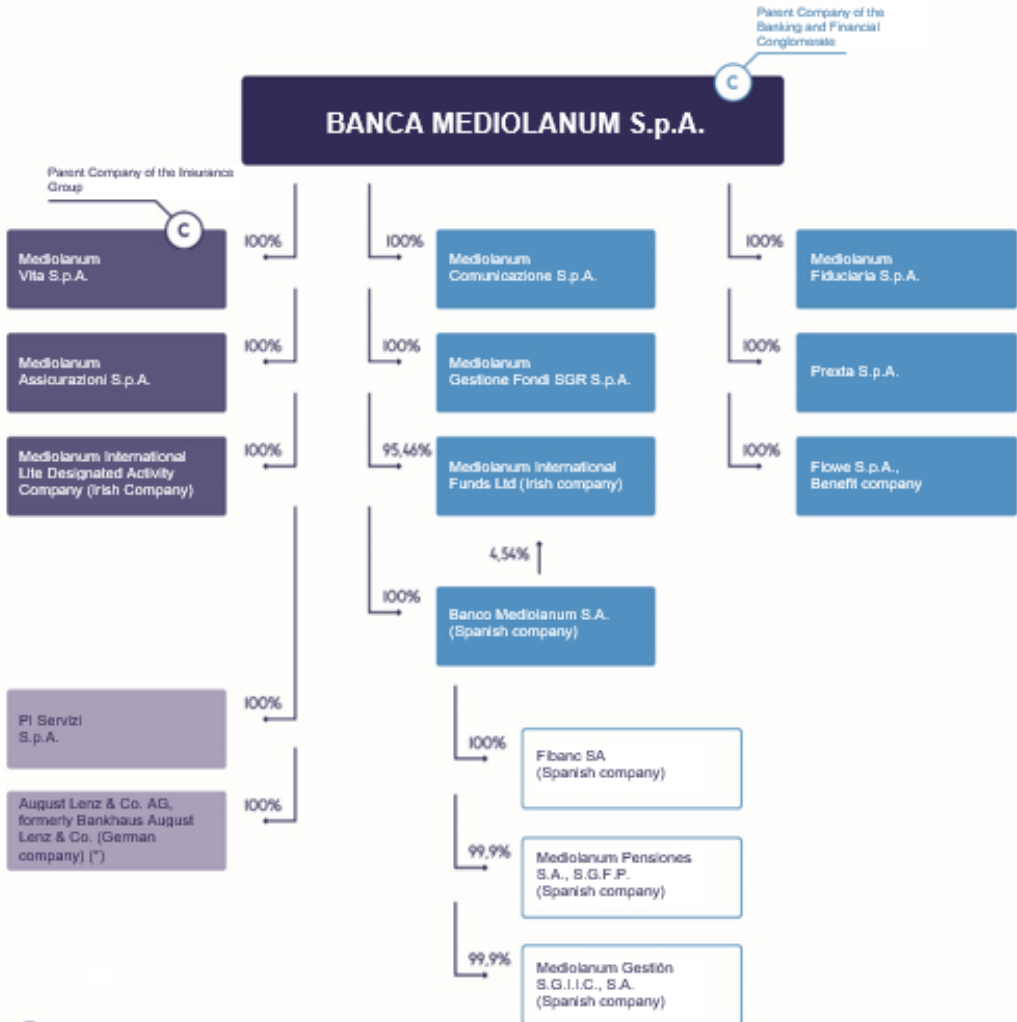 Parent Company of the
Banking and Financial
Conglomerate
C
BANCA MEDIOLANUM S.p.A.
Parent Company of the Insurance
Group
C
100%
Mediolanum
Vita S.p.A.
100%
Mediolanum
Comunicazione S.p.A.
100%
Mediolanum
Fiduciaria S.p.A.
100%
Mediolanum
Assicurazioni S.p.A.
100%
Mediolanum
Gestione Fondi SGR S.p.A.
100%
Prexta S.p.A.
100%
Mediolanum International
Life Designated Activity
Company (Irish Company)
95,46%
Mediolanum International
Funds Ltd (Irish company)
100%
Flowe S.p.A.,
Benefit company
4,54%
100%
Banco Mediolanum S.A.
(Spanish company)
100%
PI Servizi
S.p.A.
100%
Fibanc SA
(Spanish company)
100%
August Lenz & Co. AG,
formerly Bankhaus August
Lenz & Co. (German
company) (*)
99,9%
Mediolanum Pensiones
S.A., S.G.F.P.
(Spanish company)
99,9%
Mediolanum Gestión
S.G.I.I.C., S.A.
(Spanish company)